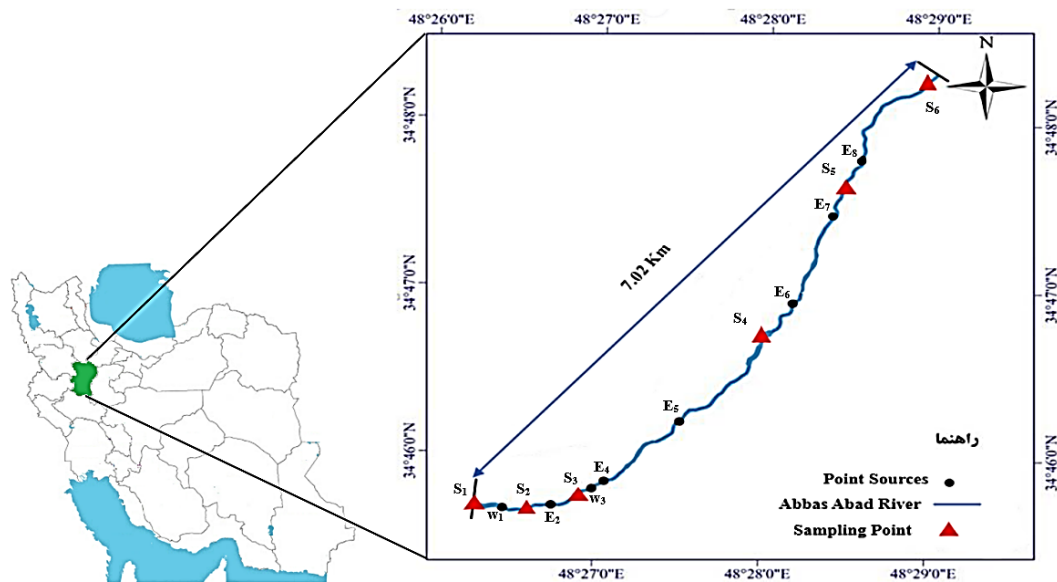 48°26'0"E
48°27'0"E
48°28'0"E
48°29'0"E
N
34°48'0"N
34°48'0"N
S6
E8
S5
E7
7.02 Km
34°47'0"N
34°47'0"N
E6
S4
E5
راهنما
34°46'0"N
34°46'0"N
E4
S3
S1
S2
W1
E2
W3
Point Sources
Abbas Abad River
Sampling Point
48°27'0"E
48°28'0"E
48°29'0"E